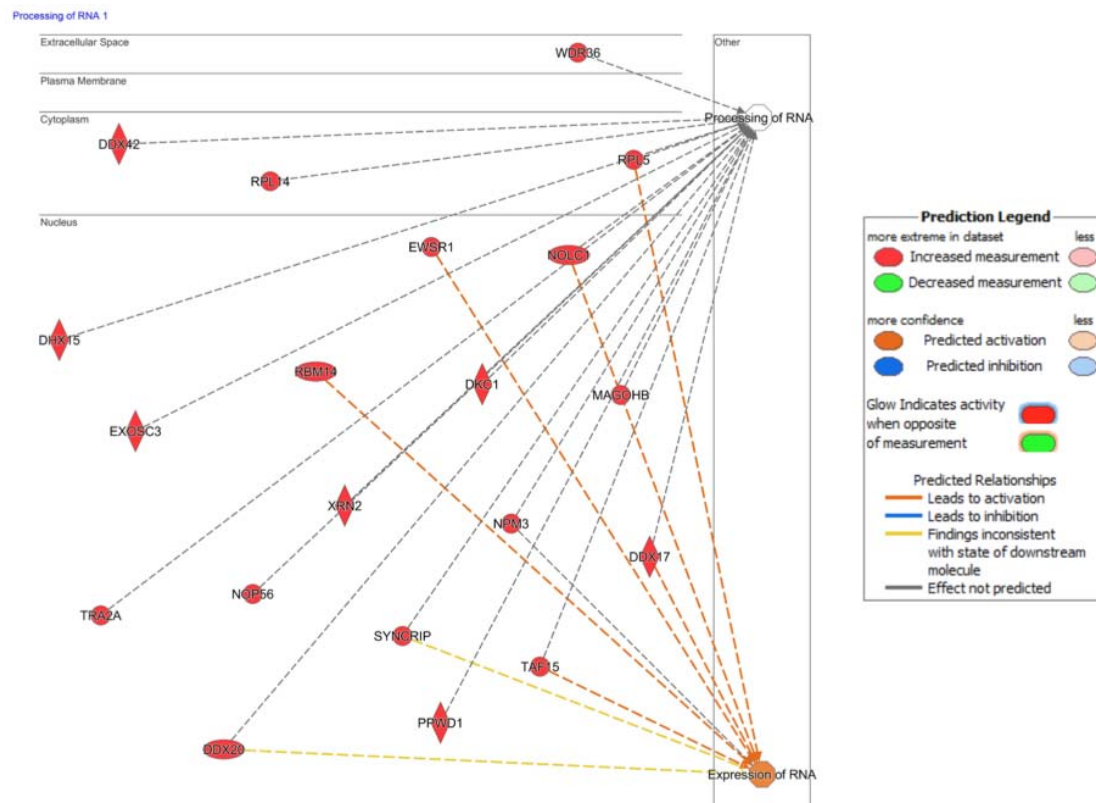 Processing of RNA 1
Extracellular Space
Other
WDR36
Plasma Membrane
Cytoplasm
Processing of RNA
DDX42
RPL5
RPL14
Nucleus
EWSR1
NOLC1
DHX15
RBM14
DKC1
MAGOHB
EXOSC3
XRN2
NPM3
DDX17
NOP56
TRA2A
SYNCRIP
TAF15
PPWD1
DDX20
Expression of RNA
Prediction Legend
more extreme in dataset less
Increased measurement
Decreased measurement
more confidence less
Predicted activation
Predicted inhibition
Glow Indicates activity
when opposite
of measurement
Predicted Relationships
Leads to activation
Leads to inhibition
Findings inconsistent
with state of downstream
molecule
Effect not predicted